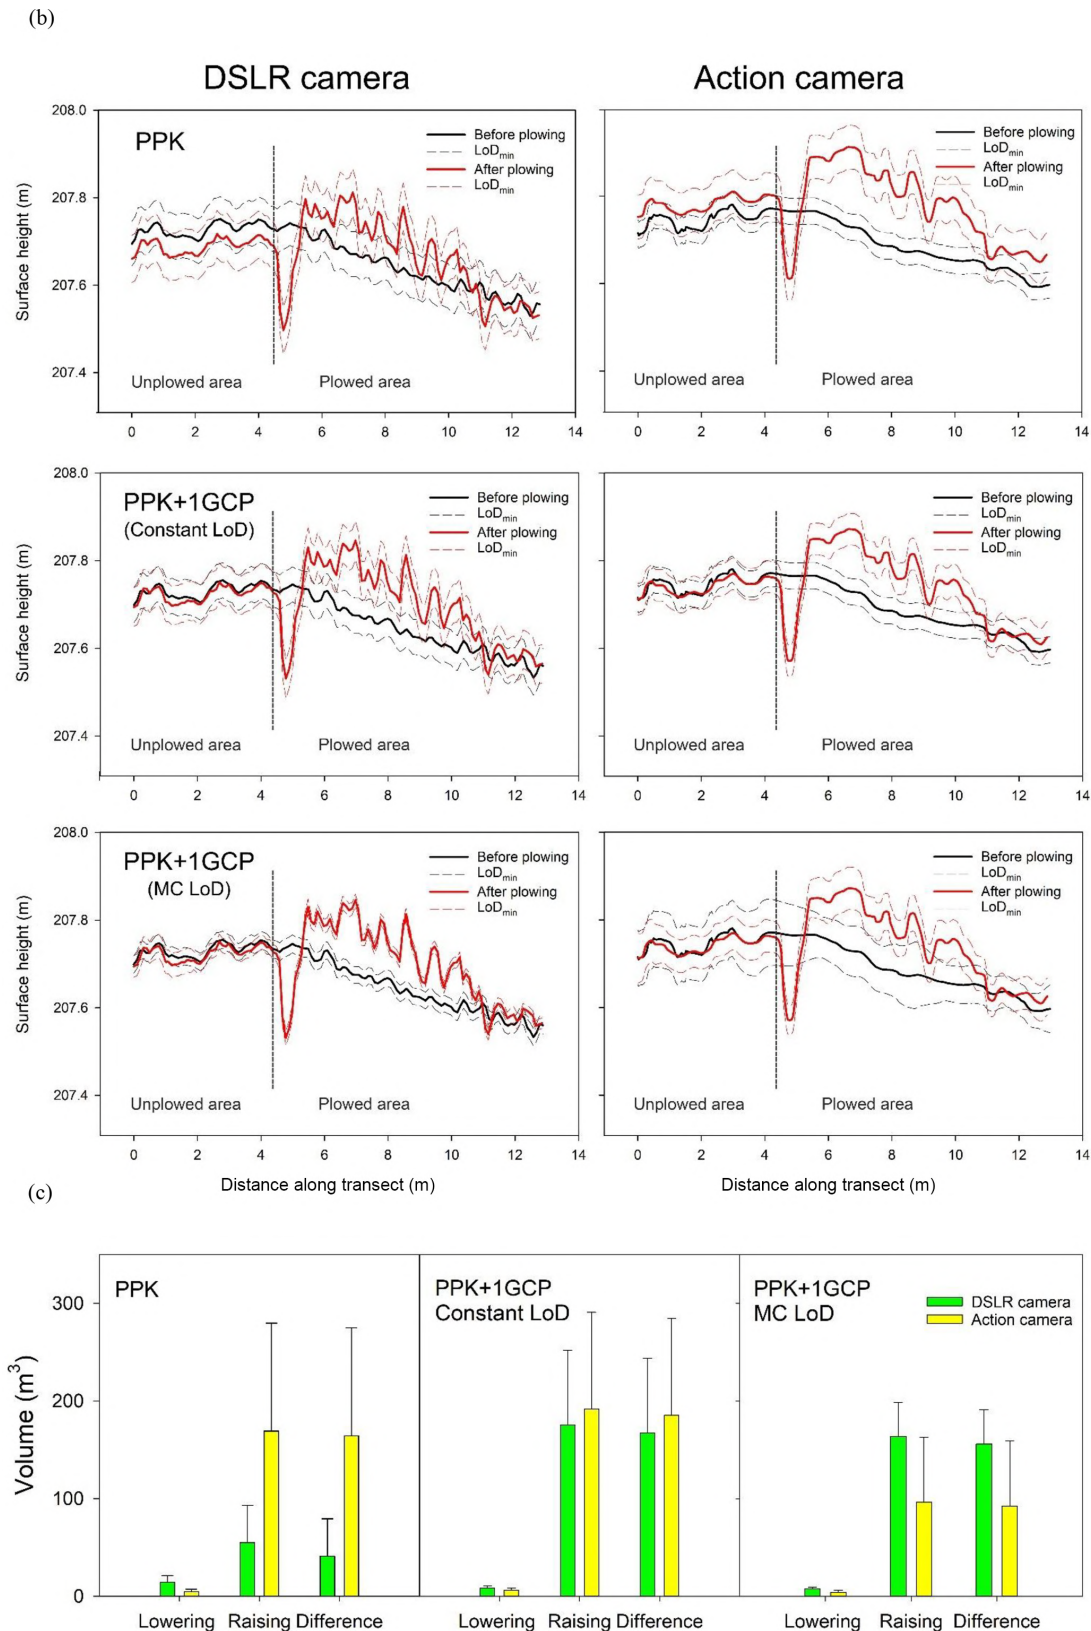 (b)
DSLR camera
Action camera
208.0
207.8
207.6
207.4
Surface height (m)
PPK
Before plowing
LoDmin
After plowing
LoDmin
Unplowed area
Plowed area
0 2 4 6 8 10 12 14
Before plowing
LoDmin
After plowing
LoDmin
Unplowed area
Plowed area
0 2 4 6 8 10 12 14
208.0
207.8
207.6
207.4
Surface height (m)
PPK+1GCP
(Constant LoD)
Before plowing
LoDmin
After plowing
LoDmin
Unplowed area
Plowed area
0 2 4 6 8 10 12 14
Before plowing
LoDmin
After plowing
LoDmin
Unplowed area
Plowed area
0 2 4 6 8 10 12 14
208.0
207.8
207.6
207.4
Surface height (m)
PPK+1GCP
(MC LoD)
Before plowing
LoDmin
After plowing
LoDmin
Unplowed area
Plowed area
0 2 4 6 8 10 12 14
Distance along transect (m)
Before plowing
LoDmin
After plowing
LoDmin
Unplowed area
Plowed area
0 2 4 6 8 10 12 14
Distance along transect (m)
(c)
300
200
100
0
Volume (m³)
PPK
Lowering Raising Difference
PPK+1GCP
Constant LoD
Lowering Raising Difference
PPK+1GCP
MC LoD
DSLR camera
Action camera
Lowering Raising Difference